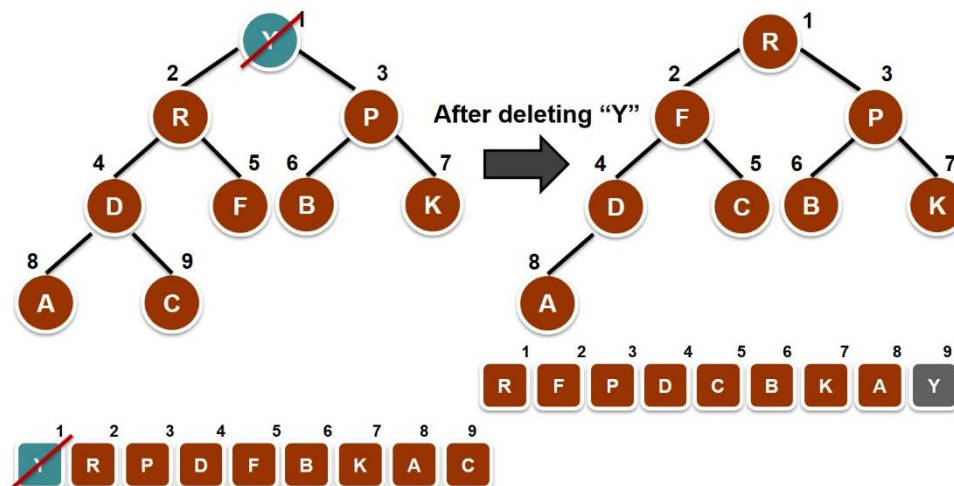 1
Y
R
1
2
3
2
3
R
P
After deleting “Y”
F
P
4
5
6
7
4
5
6
7
D
F
B
K
D
C
B
K
8
9
8
A
C
A
1 2 3 4 5 6 7 8 9
R F P D C B K A Y
1 2 3 4 5 6 7 8 9
Y R P D F B K A C